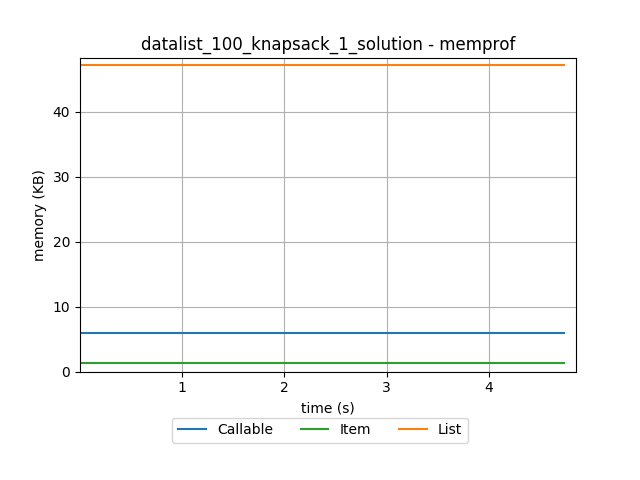 datalist_100_knapsack_1_solution - memprof
memory (KB)
40
30
20
10
0
1 2 3 4
time (s)
Callable Item List